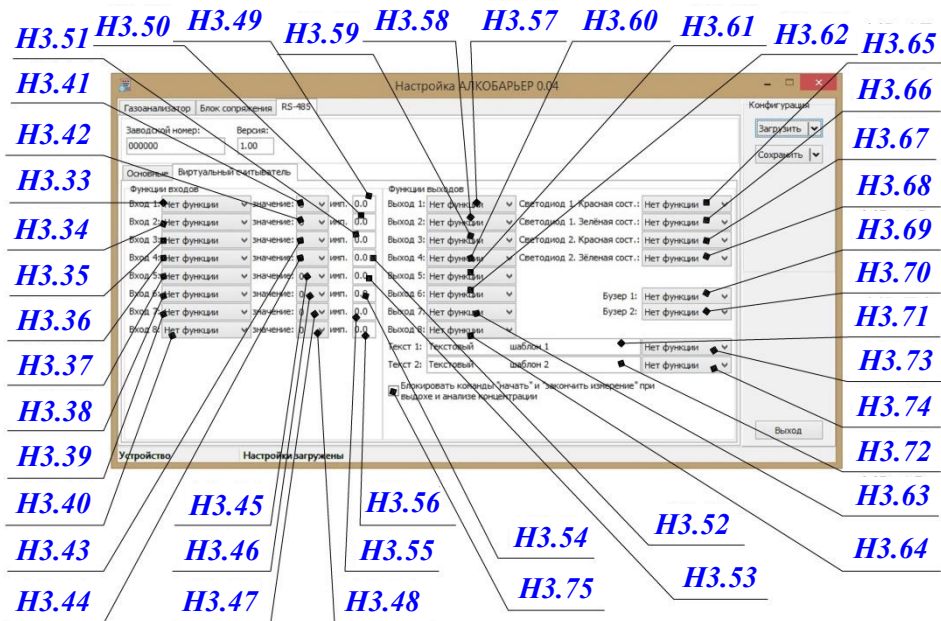 Н3.51 Н3.50 Н3.49 Н3.59 Н3.58 Н3.57 Н3.60 Н3.61 Н3.62 Н3.65
Н3.41
Н3.42
Н3.33
Н3.34
Н3.35
Н3.36
Н3.37
Н3.38
Н3.39
Н3.40
Н3.43
Н3.44
Настройка АЛКОБАРЬЕР 0.04
Газоанализатор Блок сопряжения RS-485
Заводской номер: Версия:
000000 1.00
Основные Виртуальный считыватель
Функции входов
Вход 1: Нет функции значение: 0 имп. 0.0
Вход 2: Нет функции значение: 0 имп. 0.0
Вход 3: Нет функции значение: 0 имп. 0.0
Вход 4: Нет функции значение: 0 имп. 0.0
Вход 5: Нет функции значение: 0 имп. 0.0
Вход 6: Нет функции значение: 0 имп. 0.0
Вход 7: Нет функции значение: 0 имп. 0.0
Вход 8: Нет функции значение: 0 имп. 0.0
Функции выходов
Выход 1: Нет функции Светодиод 1. Красная сост.: Нет функции
Выход 2: Нет функции Светодиод 1. Зелёная сост.: Нет функции
Выход 3: Нет функции Светодиод 2. Красная сост.: Нет функции
Выход 4: Нет функции Светодиод 2. Зелёная сост.: Нет функции
Выход 5: Нет функции
Выход 6: Нет функции Бузер 1: Нет функции
Выход 7: Нет функции Бузер 2: Нет функции
Выход 8: Нет функции
Текст 1: Текстовый шаблон 1 Нет функции
Текст 2: Текстовый шаблон 2 Нет функции
Блокировать команды "начать" и "закончить измерение" при
выдохе и анализе концентрации
Конфигурация
Загрузить
Сохранить
Выход
Устройство Настройки загружены
Н3.66
Н3.67
Н3.68
Н3.69
Н3.70
Н3.71
Н3.73
Н3.74
Н3.72
Н3.63
Н3.64
Н3.45 Н3.56
Н3.46 Н3.55 Н3.54 Н3.52
Н3.47 Н3.48 Н3.75 Н3.53